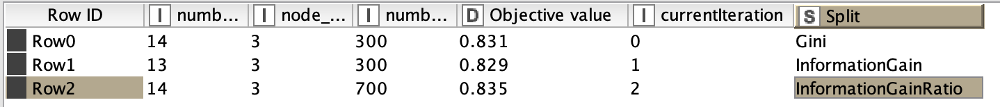 Row ID I numb... I node_... I numb... D Objective value I currentIteration S Split
Row0 14 3 300 0.831 0 Gini
Row1 13 3 300 0.829 1 InformationGain
Row2 14 3 700 0.835 2 InformationGainRatio